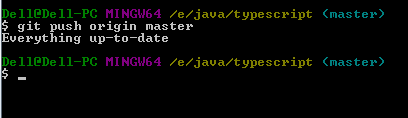 Dell@Dell-PC MINGW64 /e/java/typescript (master)
$ git push origin master
Everything up-to-date
Dell@Dell-PC MINGW64 /e/java/typescript (master)
$